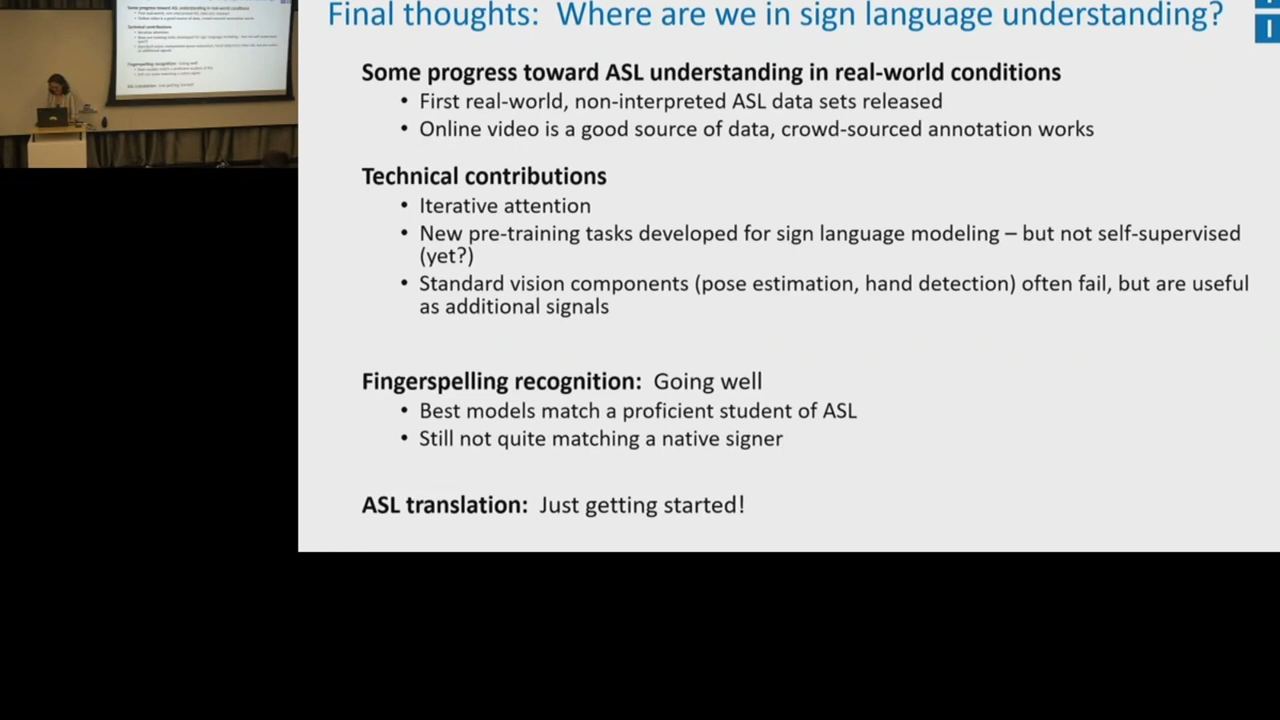 Final thoughts: Where are we in sign language understanding?
Some progress toward ASL understanding in real-world conditions
• First real-world, non-interpreted ASL data sets released
• Online video is a good source of data, crowd-sourced annotation works
Technical contributions
• Iterative attention
• New pre-training tasks developed for sign language modeling – but not self-supervised
(yet?)
• Standard vision components (pose estimation, hand detection) often fail, but are useful
as additional signals
Fingerspelling recognition: Going well
• Best models match a proficient student of ASL
• Still not quite matching a native signer
ASL translation: Just getting started!